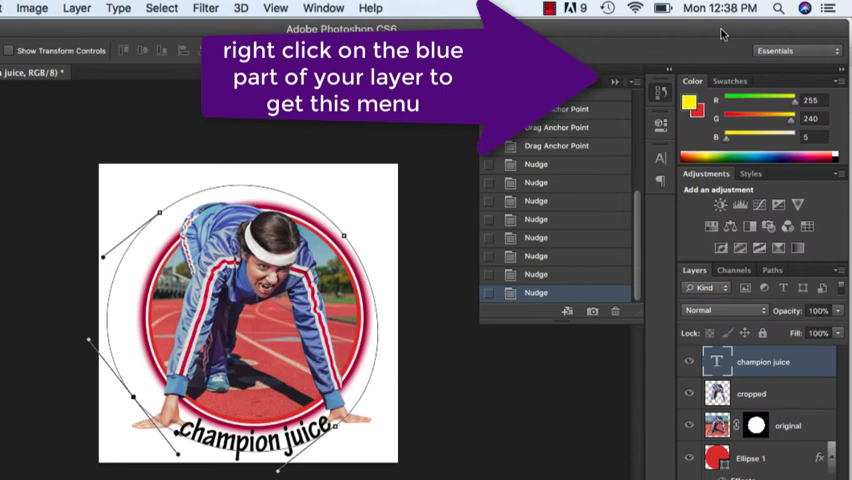 Image Layer Type Select Filter 3D View Window Help
9 Mon 12:38 PM
Adobe Photoshop CS6
Show Transform Controls
Essentials
n juice, RGB/8) *
right click on the blue
part of your layer to
get this menu
Anchor Point
Drag Anchor Point
Drag Anchor Point
Nudge
Nudge
Nudge
Nudge
Nudge
Nudge
Nudge
Nudge
Color Swatches
R 255
G 240
B 5
Adjustments Styles
Add an adjustment
Layers Channels Paths
Kind
Normal Opacity: 100%
Lock: Fill: 100%
T champion juice
cropped
original
Ellipse 1 fx
champion juice